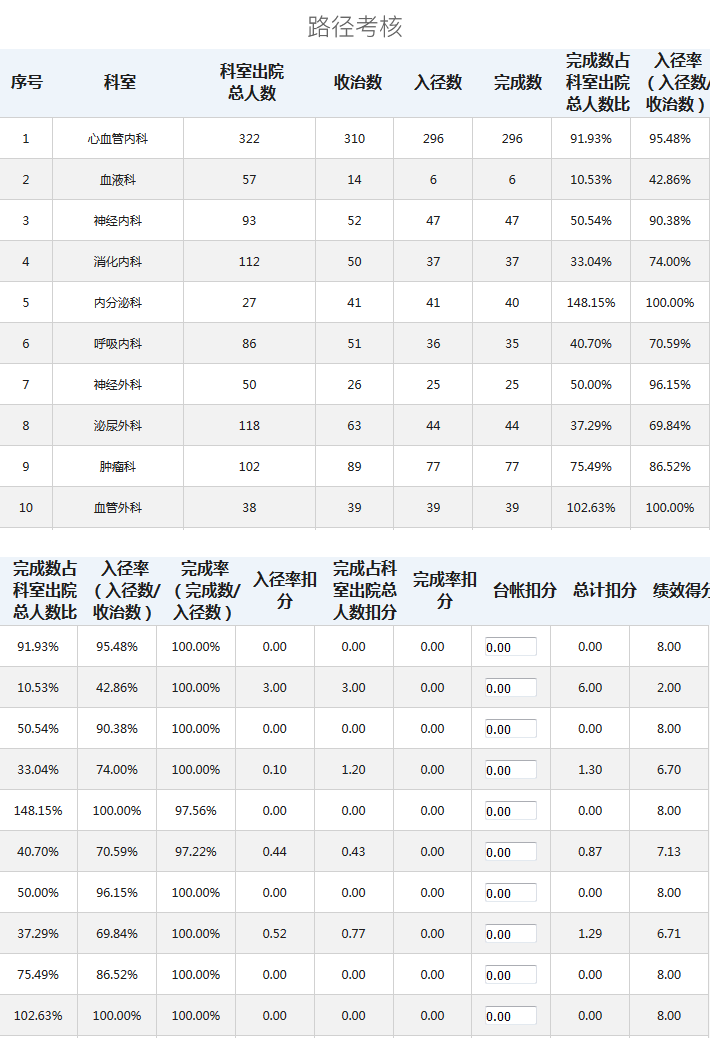 路径考核
序号 科室 科室出院总人数 收治数 入径数 完成数 完成数占科室出院总人数比 入径率（入径数/收治数）
1 心血管内科 322 310 296 296 91.93% 95.48%
2 血液科 57 14 6 6 10.53% 42.86%
3 神经内科 93 52 47 47 50.54% 90.38%
4 消化内科 112 50 37 37 33.04% 74.00%
5 内分泌科 27 41 41 40 148.15% 100.00%
6 呼吸内科 86 51 36 35 40.70% 70.59%
7 神经外科 50 26 25 25 50.00% 96.15%
8 泌尿外科 118 63 44 44 37.29% 69.84%
9 肿瘤科 102 89 77 77 75.49% 86.52%
10 血管外科 38 39 39 39 102.63% 100.00%
完成数占科室出院总人数比 入径率（入径数/收治数） 完成率（完成数/入径数） 入径率扣分 完成占科室出院总人数扣分 完成率扣分 台帐扣分 总计扣分 绩效得分
91.93% 95.48% 100.00% 0.00 0.00 0.00 0.00 0.00 8.00
10.53% 42.86% 100.00% 3.00 3.00 0.00 0.00 6.00 2.00
50.54% 90.38% 100.00% 0.00 0.00 0.00 0.00 0.00 8.00
33.04% 74.00% 100.00% 0.10 1.20 0.00 0.00 1.30 6.70
148.15% 100.00% 97.56% 0.00 0.00 0.00 0.00 0.00 8.00
40.70% 70.59% 97.22% 0.44 0.43 0.00 0.00 0.87 7.13
50.00% 96.15% 100.00% 0.00 0.00 0.00 0.00 0.00 8.00
37.29% 69.84% 100.00% 0.52 0.77 0.00 0.00 1.29 6.71
75.49% 86.52% 100.00% 0.00 0.00 0.00 0.00 0.00 8.00
102.63% 100.00% 100.00% 0.00 0.00 0.00 0.00 0.00 8.00